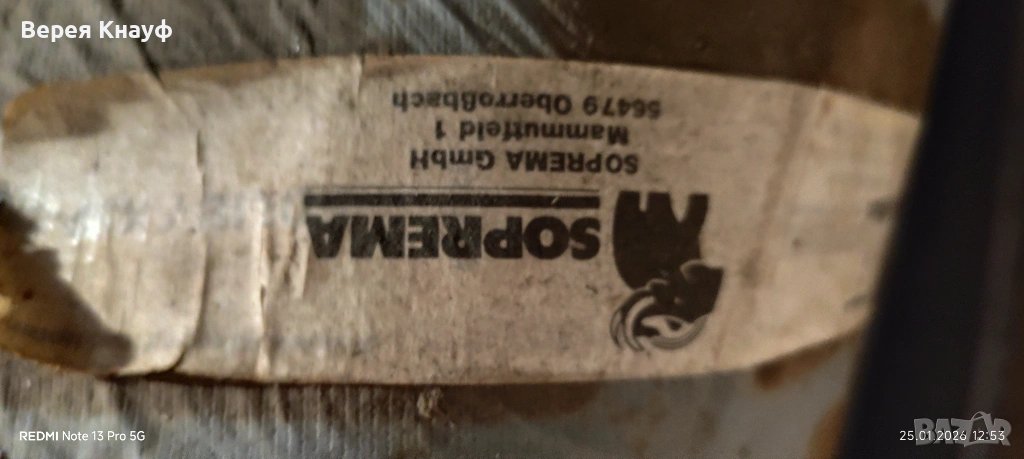 Верея Кнауф
SOPREMA
SOPREMA GmbH
Mammutfeld 1
56479 Oberroßbach
REDMI Note 13 Pro 5G
25.01.2026 12:53
BAZAR